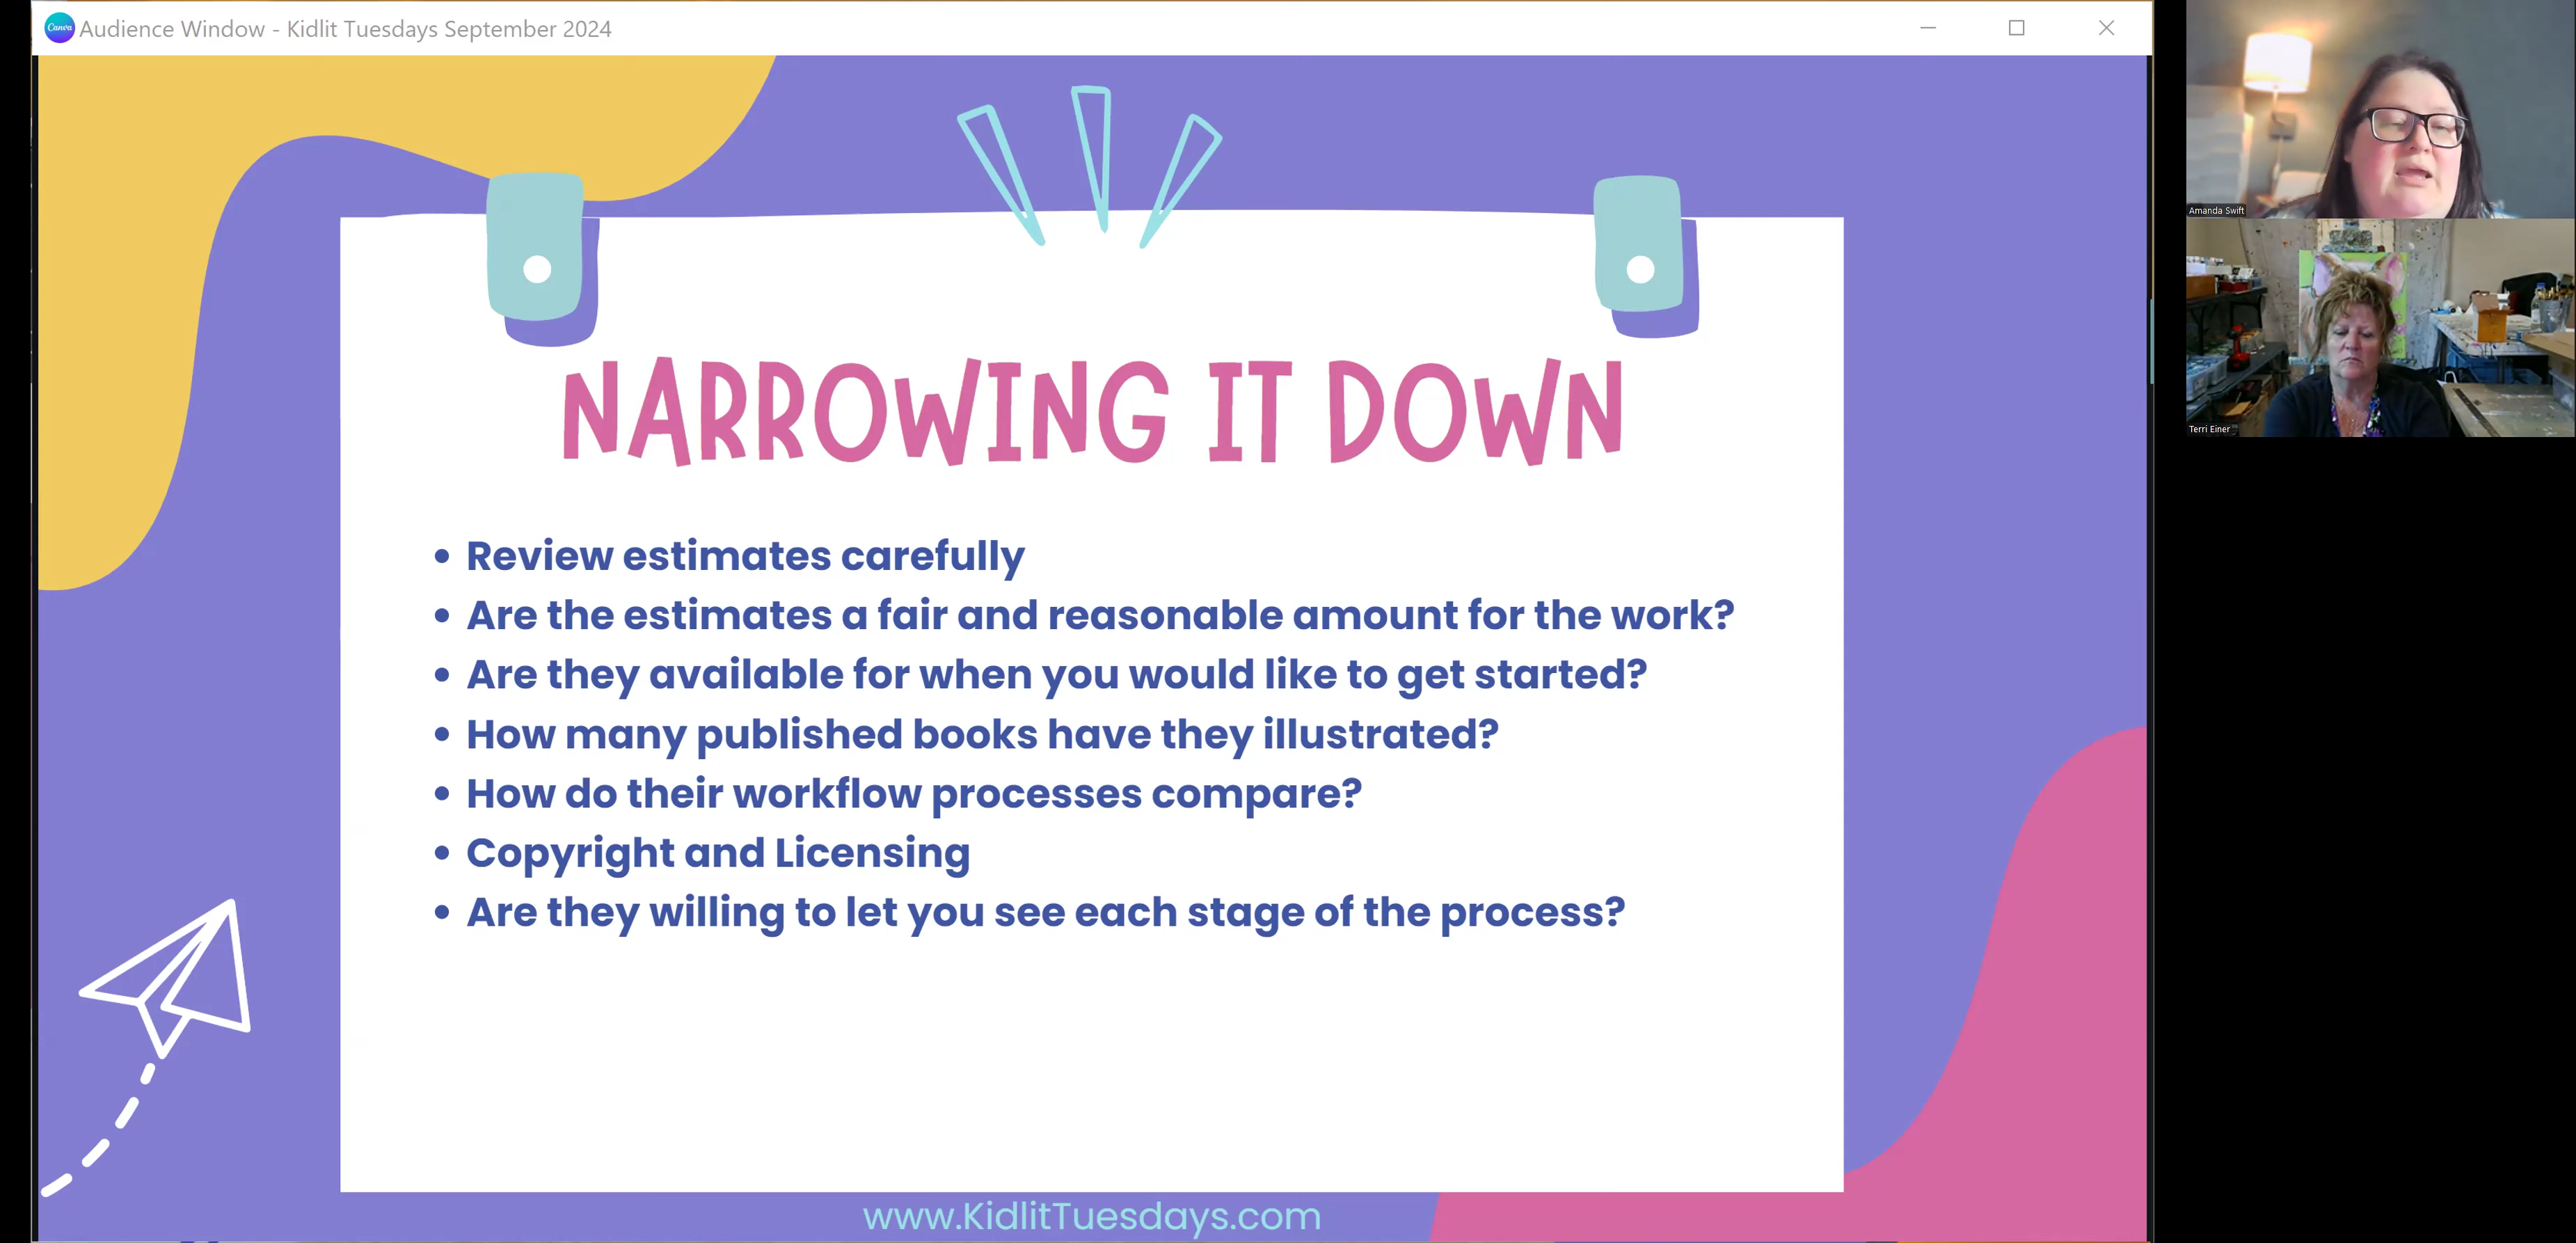 Canva
Audience Window - Kidlit Tuesdays September 2024
NARROWING IT DOWN
• Review estimates carefully
• Are the estimates a fair and reasonable amount for the work?
• Are they available for when you would like to get started?
• How many published books have they illustrated?
• How do their workflow processes compare?
• Copyright and Licensing
• Are they willing to let you see each stage of the process?
www.KidlitTuesdays.com
Amanda Swift
Terri Einer